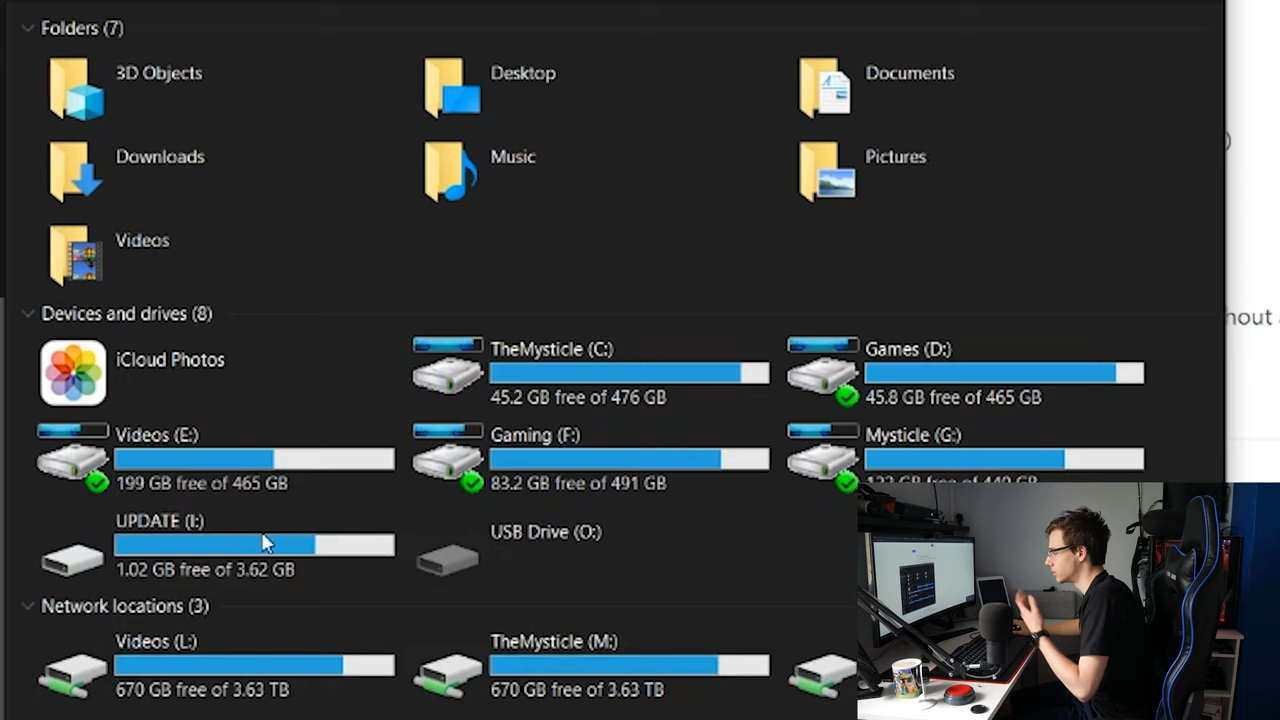 Folders (7)
3D Objects
Desktop
Documents
Downloads
Music
Pictures
Videos
Devices and drives (8)
iCloud Photos
TheMysticle (C:)
45.2 GB free of 476 GB
Games (D:)
45.8 GB free of 465 GB
Videos (E:)
199 GB free of 465 GB
Gaming (F:)
83.2 GB free of 491 GB
Mysticle (G:)
UPDATE (I:)
1.02 GB free of 3.62 GB
USB Drive (O:)
Network locations (3)
Videos (L:)
670 GB free of 3.63 TB
TheMysticle (M:)
670 GB free of 3.63 TB
hout